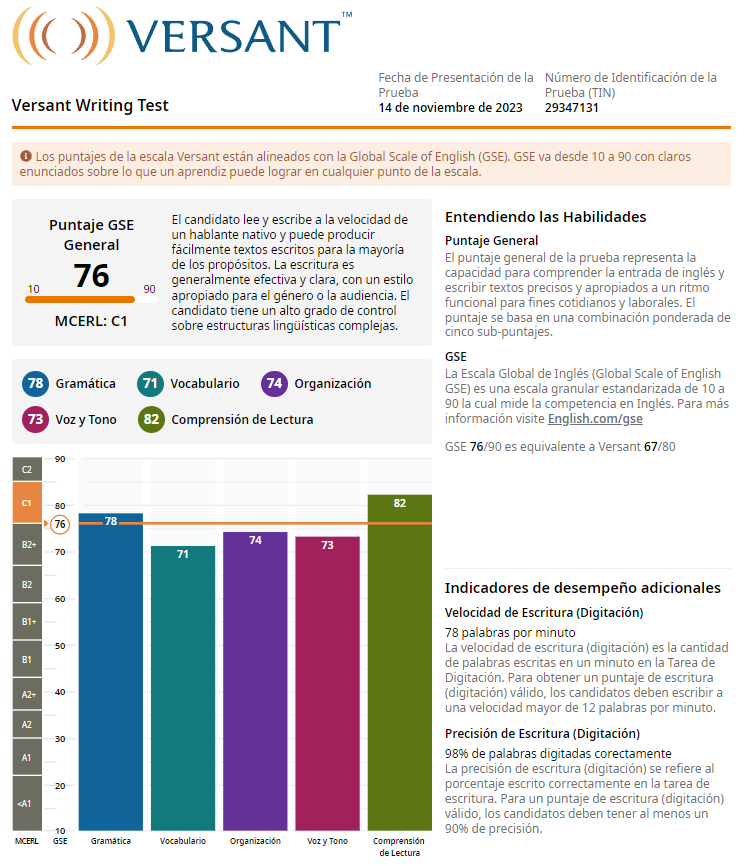 VERSANT™
Fecha de Presentación de la Prueba
14 de noviembre de 2023
Número de Identificación de la Prueba (TIN)
29347131
Versant Writing Test
Los puntajes de la escala Versant están alineados con la Global Scale of English (GSE). GSE va desde 10 a 90 con claros
enunciados sobre lo que un aprendiz puede lograr en cualquier punto de la escala.
Puntaje GSE
General
76
10
90
MCERL: C1
El candidato lee y escribe a la velocidad de
un hablante nativo y puede producir
fácilmente textos escritos para la mayoría
de los propósitos. La escritura es
generalmente efectiva y clara, con un estilo
apropiado para el género o la audiencia. El
candidato tiene un alto grado de control
sobre estructuras lingüísticas complejas.
78 Gramática
71 Vocabulario
74 Organización
73 Voz y Tono
82 Comprensión de Lectura
C2
C1
B2+
B2
B1+
B1
A2+
A2
A1
<A1
MCERL
90
80
76
70
60
50
40
30
20
10
GSE
78
71
74
73
82
Gramática
Vocabulario
Organización
Voz y Tono
Comprensión
de Lectura
Entendiendo las Habilidades
Puntaje General
El puntaje general de la prueba representa la
capacidad para comprender la entrada de inglés y
escribir textos precisos y apropiados a un ritmo
funcional para fines cotidianos y laborales. El
puntaje se basa en una combinación ponderada de
cinco sub-puntajes.
GSE
La Escala Global de Inglés (Global Scale of English
GSE) es una escala granular estandarizada de 10 a
90 la cual mide la competencia en Inglés. Para más
información visite English.com/gse
GSE 76/90 es equivalente a Versant 67/80
Indicadores de desempeño adicionales
Velocidad de Escritura (Digitación)
78 palabras por minuto
La velocidad de escritura (digitación) es la cantidad
de palabras escritas en un minuto en la Tarea de
Digitación. Para obtener un puntaje de escritura
(digitación) válido, los candidatos deben escribir a
una velocidad mayor de 12 palabras por minuto.
Precisión de Escritura (Digitación)
98% de palabras digitadas corectamente
La precisión de escritura (digitación) se refiere al
porcentaje escrito correctamente en la tarea de
escritura. Para un puntaje de escritura (digitación)
válido, los candidatos deben tener al menos un
90% de precisión.